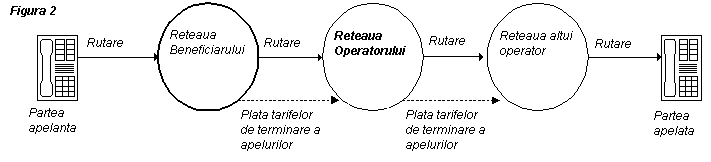 Figura 2
Partea
apelanta
Rutare
Reteaua
Beneficiarului
Rutare
Plata tarifelor
de terminare a
apelurilor
Reteaua
Operatorului
Rutare
Plata tarifelor
de terminare a
apelurilor
Reteaua altui
operator
Rutare
Partea
apelata